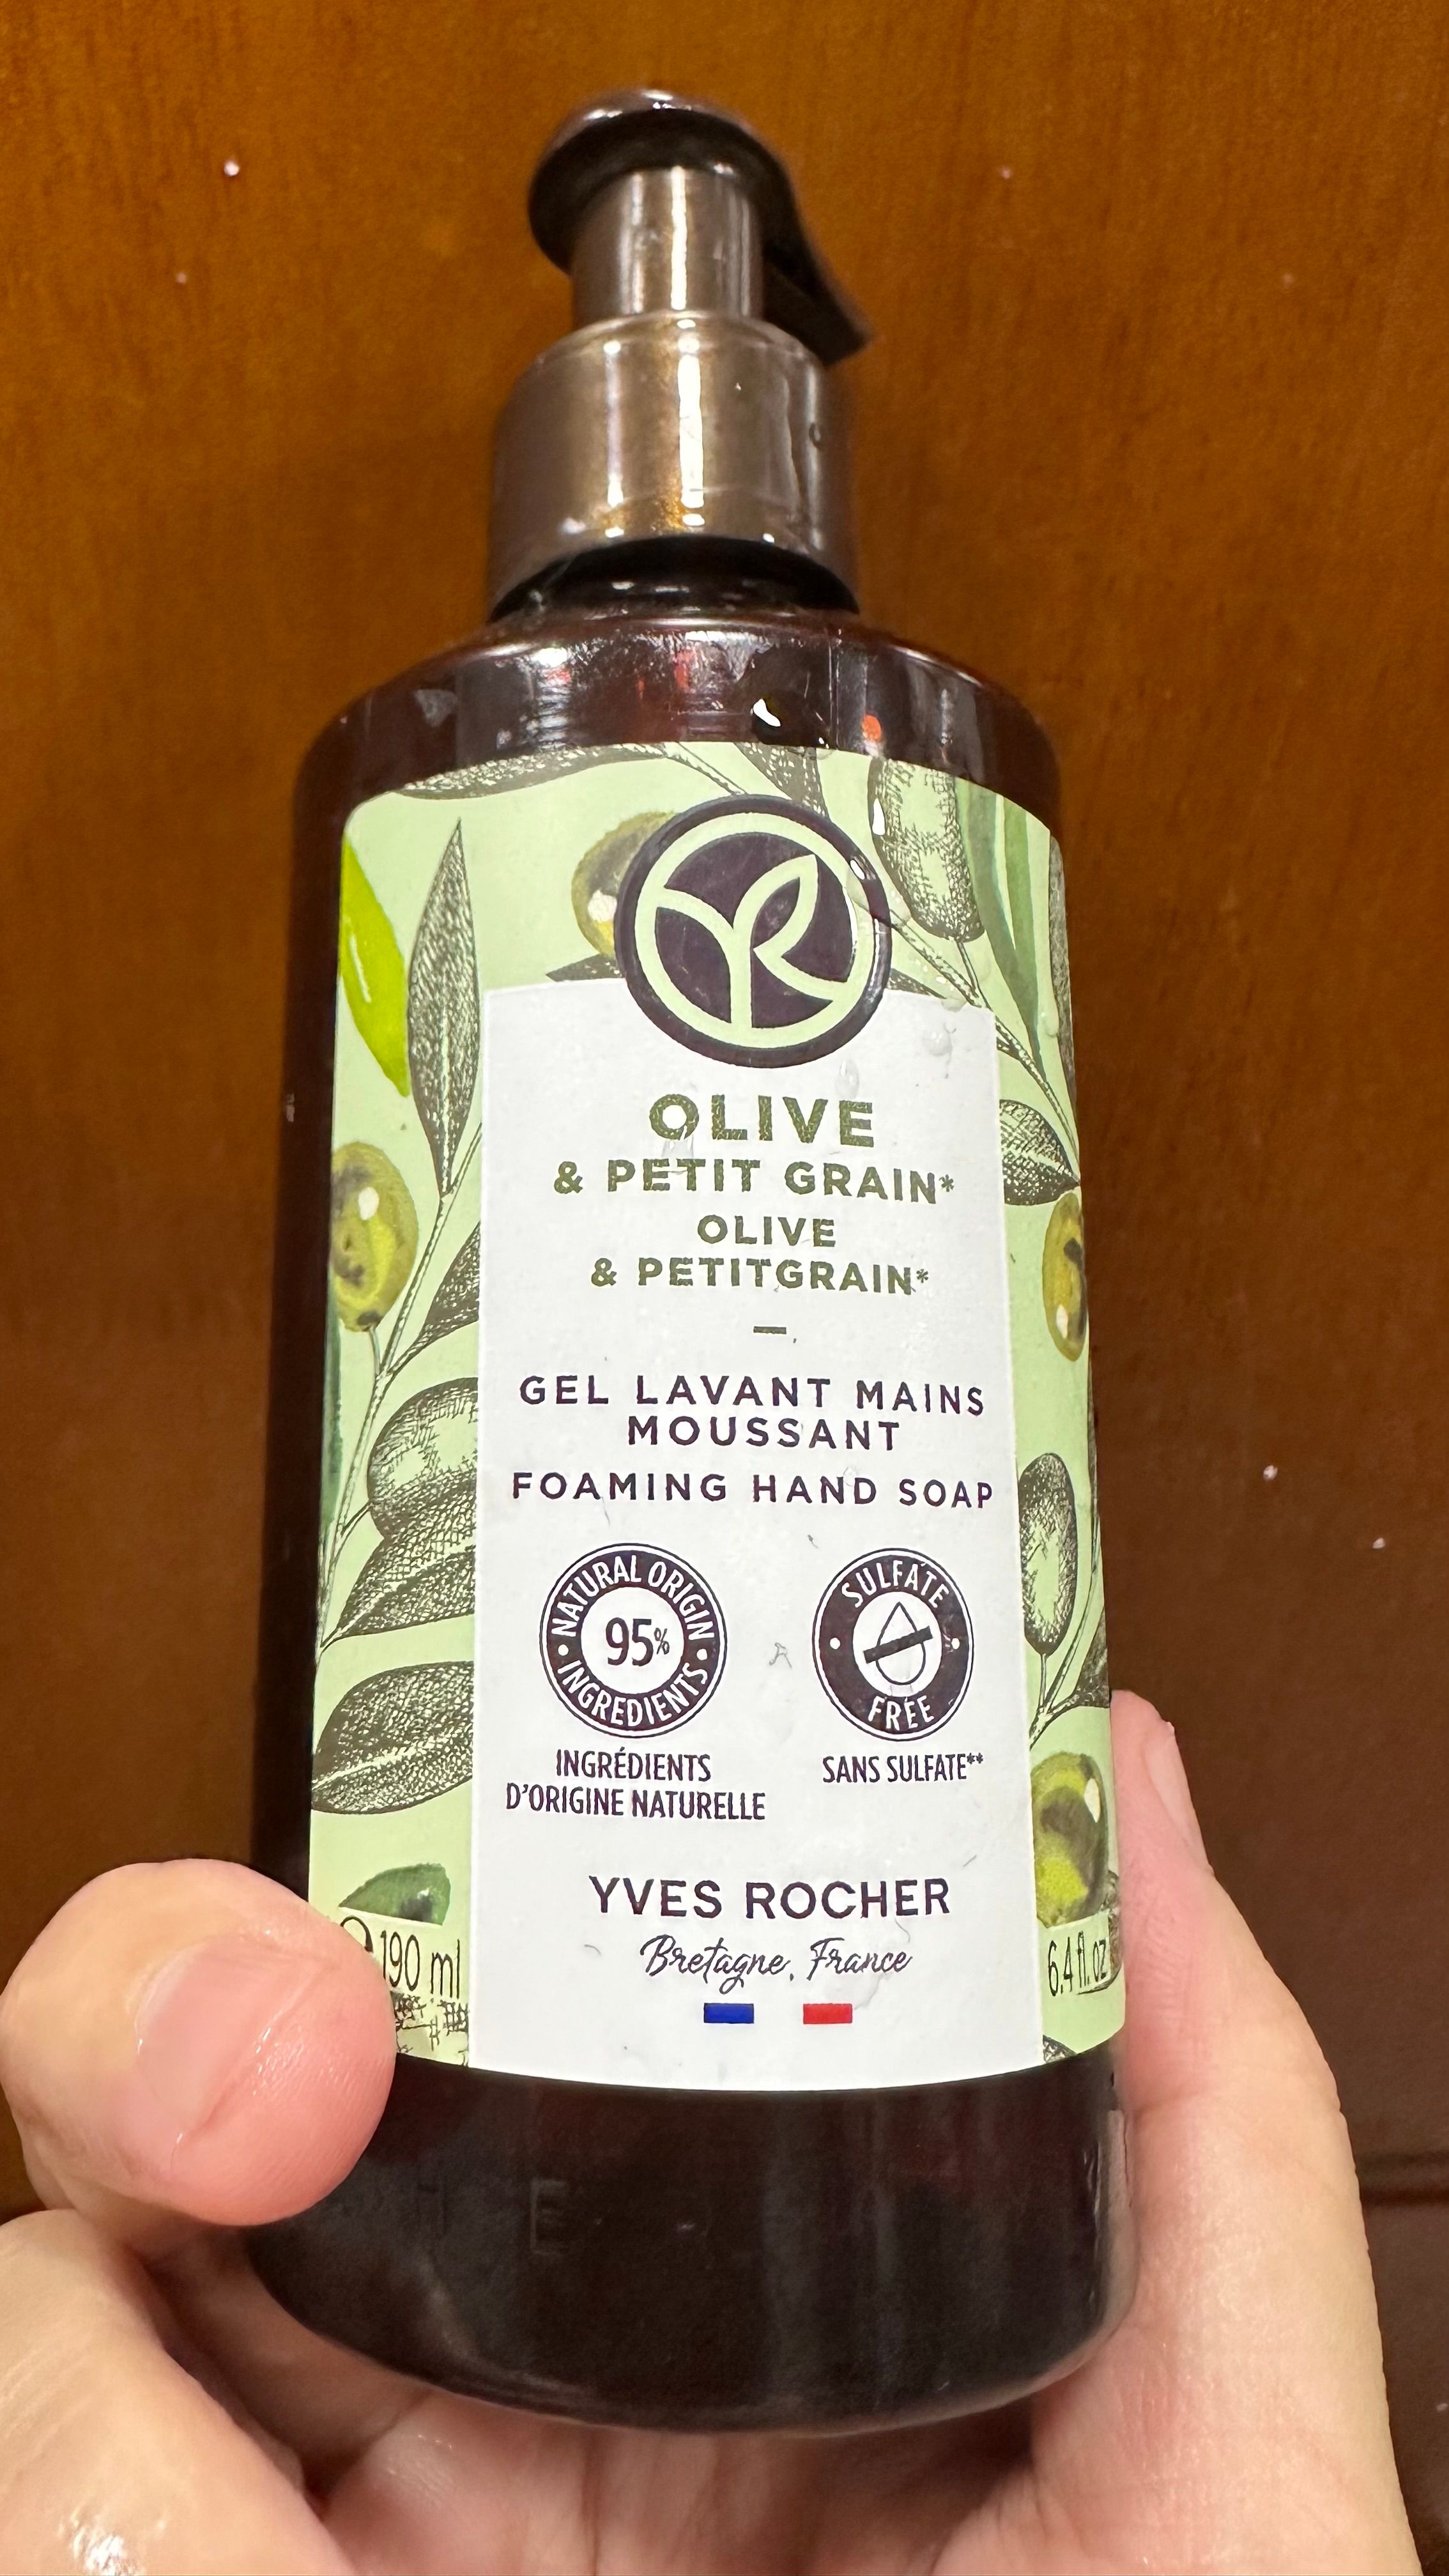 OLIVE
& PETIT GRAIN*
OLIVE
& PETITGRAIN*
GEL LAVANT MAINS
MOUSSANT
FOAMING HAND SOAP
NATURAL ORIGIN
95%
INGREDIENTS
SULFATE
FREE
INGRÉDIENTS
D'ORIGINE NATURELLE
SANS SULFATE**
YVES ROCHER
Bretagne, France
190 ml
6.4 fl. oz